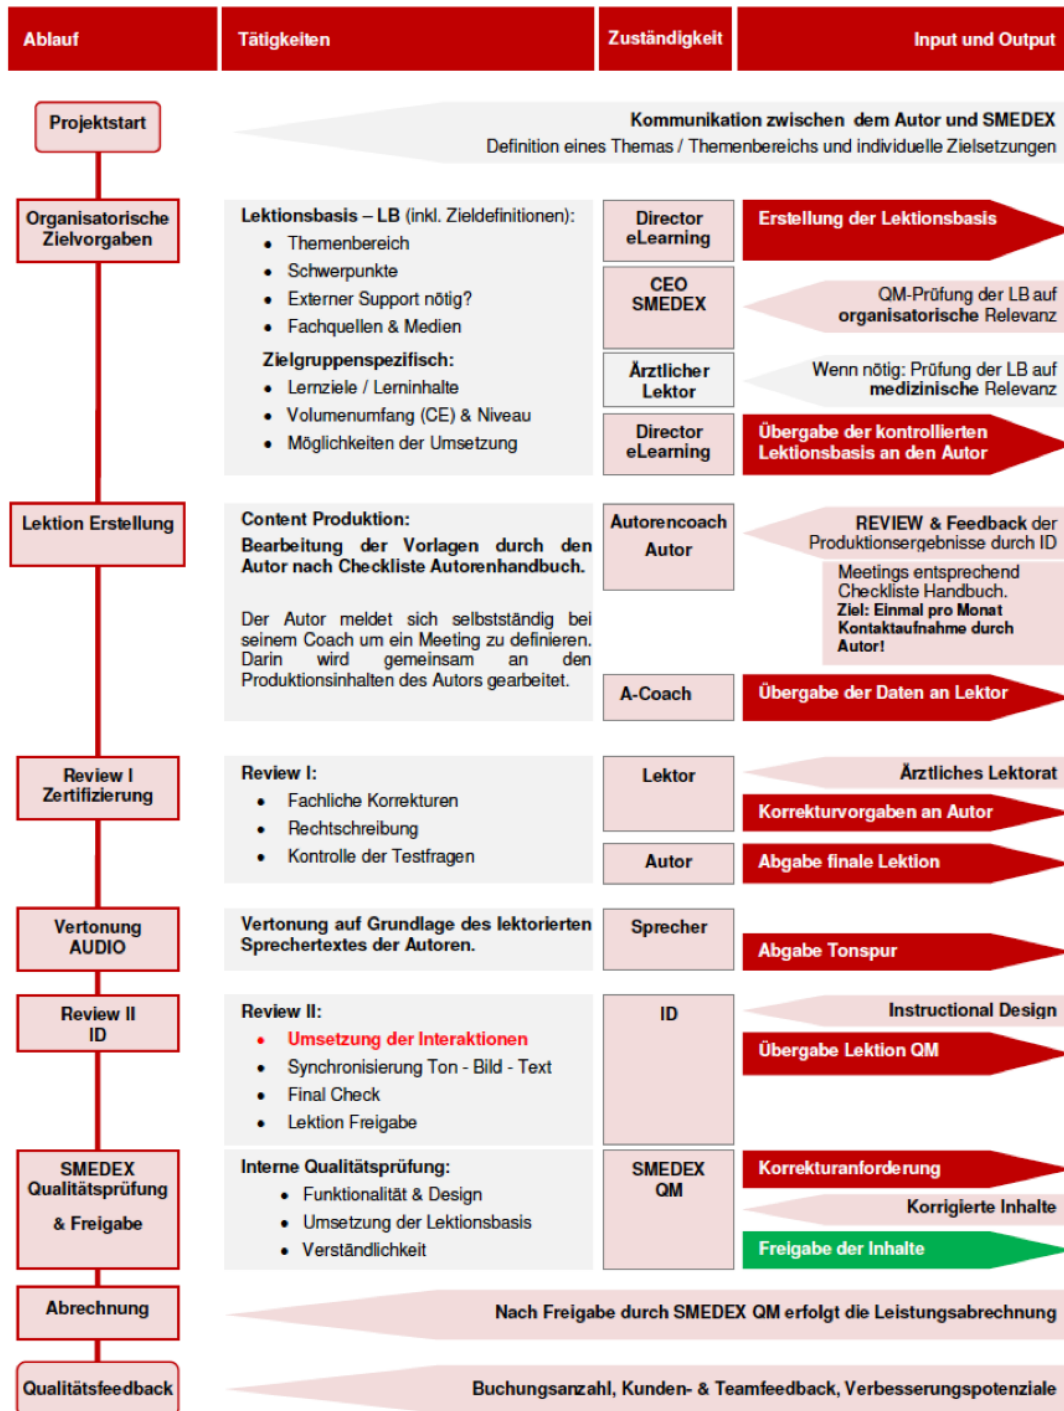 Ablauf
Tätigkeiten
Zuständigkeit
Input und Output
Projektstart
Kommunikation zwischen dem Autor und SMEDEX
Definition eines Themas / Themenbereichs und individuelle Zielsetzungen
Organisatorische
Zielvorgaben
Lektionsbasis – LB (inkl. Zieldefinitionen):
• Themenbereich
• Schwerpunkte
• Externer Support nötig?
• Fachquellen & Medien
Zielgruppenspezifisch:
• Lernziele / Lerninhalte
• Volumenumfang (CE) & Niveau
• Möglichkeiten der Umsetzung
Director
eLearning
Erstellung der Lektionsbasis
CEO
SMEDEX
QM-Prüfung der LB auf
organisatorische Relevanz
Ärztlicher
Lektor
Wenn nötig: Prüfung der LB auf
medizinische Relevanz
Director
eLearning
Übergabe der kontrollierten
Lektionsbasis an den Autor
Lektion Erstellung
Content Produktion:
Bearbeitung der Vorlagen durch den
Autor nach Checkliste Autorenhandbuch.
Der Autor meldet sich selbstständig bei
seinem Coach um ein Meeting zu definieren.
Darin wird gemeinsam an den
Produktionsinhalten des Autors gearbeitet.
Autorencoach
Autor
REVIEW & Feedback der
Produktionsergebnisse durch ID
Meetings entsprechend
Checkliste Handbuch.
Ziel: Einmal pro Monat
Kontaktaufnahme durch
Autor!
A-Coach
Übergabe der Daten an Lektor
Review I
Zertifizierung
Review I:
• Fachliche Korrekturen
• Rechtschreibung
• Kontrolle der Testfragen
Lektor
Ärztliches Lektorat
Korrekturvorgaben an Autor
Autor
Abgabe finale Lektion
Vertonung
AUDIO
Vertonung auf Grundlage des lektorierten
Sprechertextes der Autoren.
Sprecher
Abgabe Tonspur
Review II
ID
Review II:
• Umsetzung der Interaktionen
• Synchronisierung Ton - Bild - Text
• Final Check
• Lektion Freigabe
ID
Instructional Design
Übergabe Lektion QM
SMEDEX
Qualitätsprüfung
& Freigabe
Interne Qualitätsprüfung:
• Funktionalität & Design
• Umsetzung der Lektionsbasis
• Verständlichkeit
SMEDEX
QM
Korrekturanforderung
Korrigierte Inhalte
Freigabe der Inhalte
Abrechnung
Nach Freigabe durch SMEDEX QM erfolgt die Leistungsabrechnung
Qualitätsfeedback
Buchungsanzahl, Kunden- & Teamfeedback, Verbesserungspotenziale